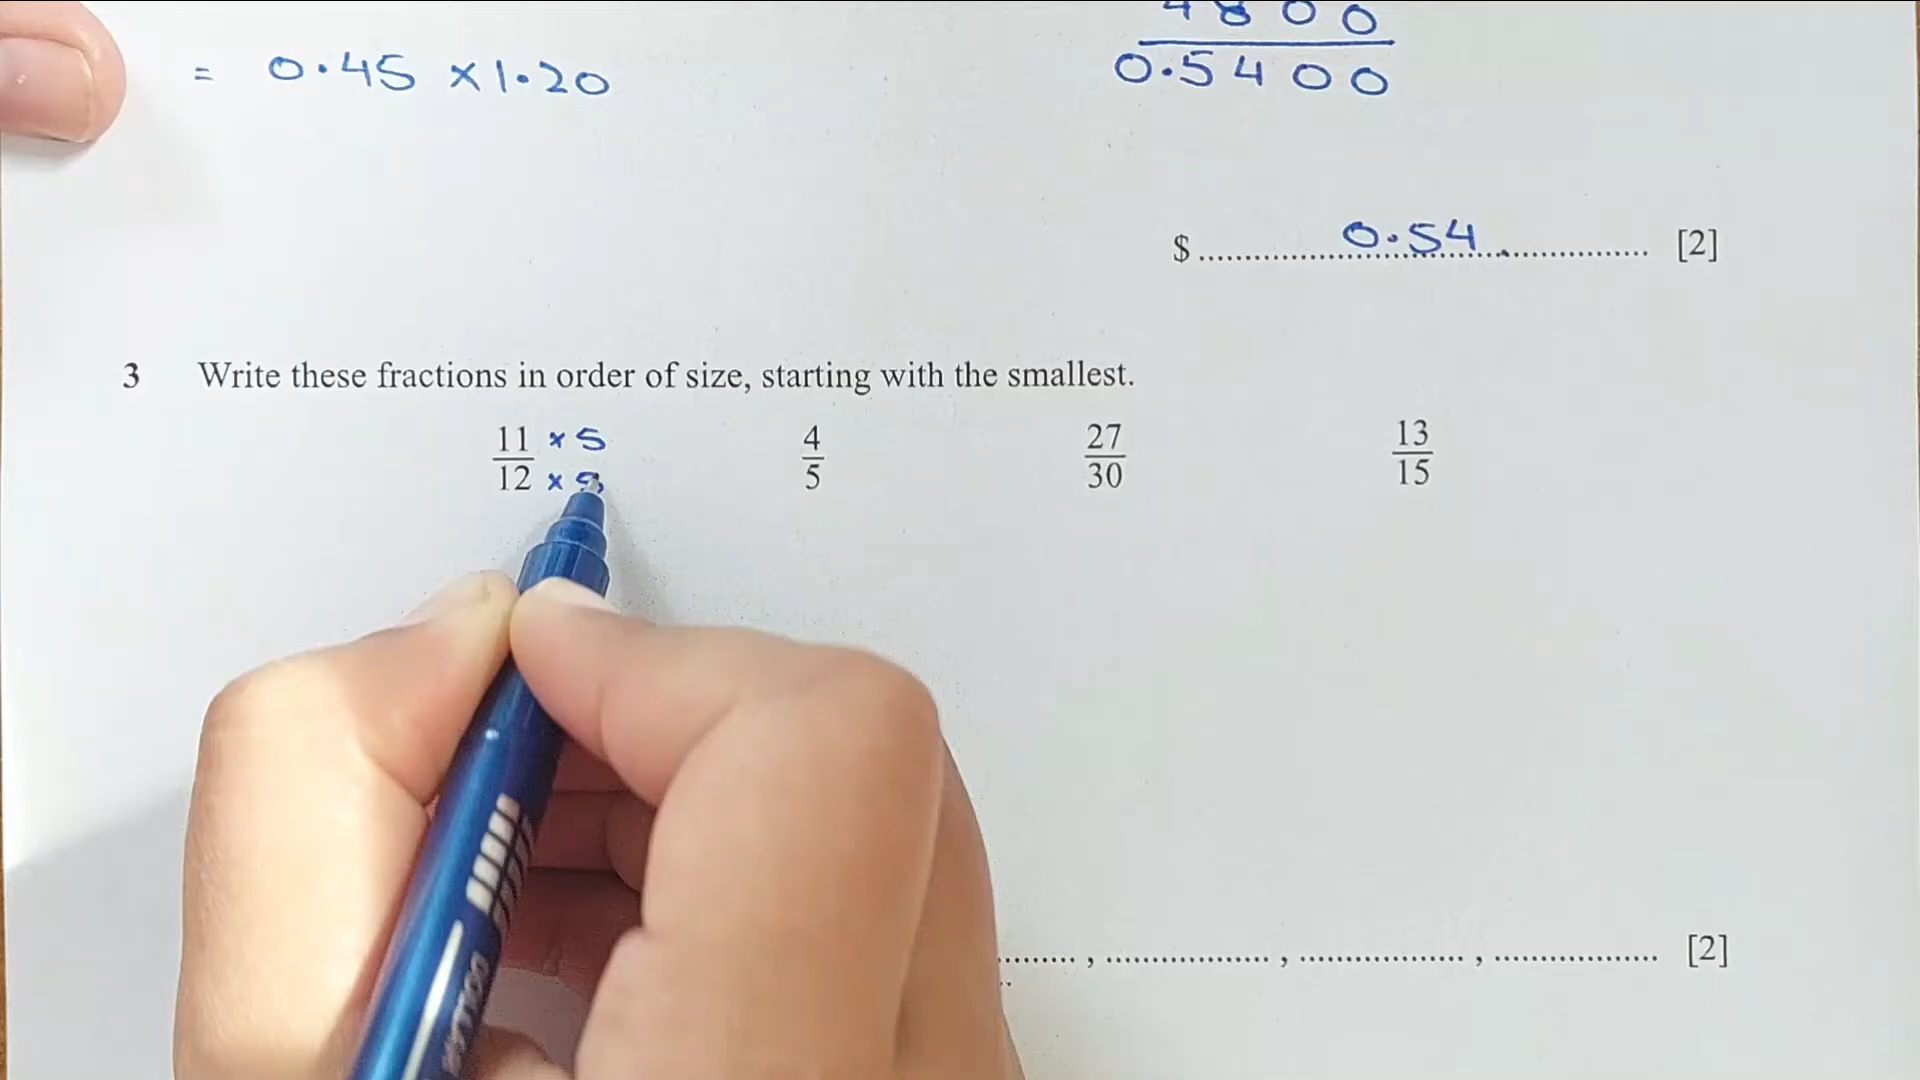 4800
= 0.45 × 1.20
0.5400
$ 0.54 [2]
3 Write these fractions in order of size, starting with the smallest.
11/12 × 5/× 5 4/5 27/30 13/15
, , , [2]